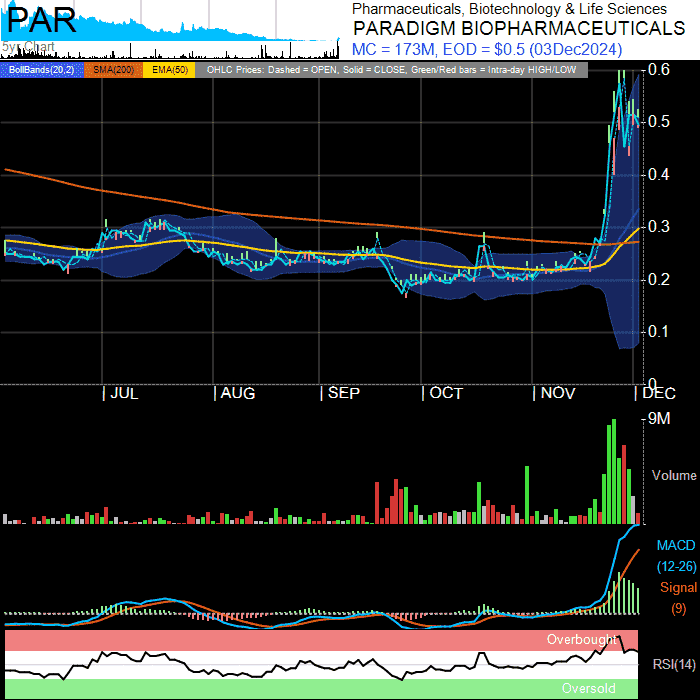 PAR
5yr Chart
Pharmaceuticals, Biotechnology & Life Sciences
PARADIGM BIOPHARMACEUTICALS
MC = 173M, EOD = $0.5 (03Dec2024)
BollBands(20,2) SMA(200) EMA(50) OHLC Prices: Dashed = OPEN, Solid = CLOSE, Green/Red bars = Intra-day HIGH/LOW
0.6
0.5
0.4
0.3
0.2
0.1
0
JUL AUG SEP OCT NOV DEC
9M
Volume
MACD
(12-26)
Signal
(9)
Overbought
RSI(14)
Oversold